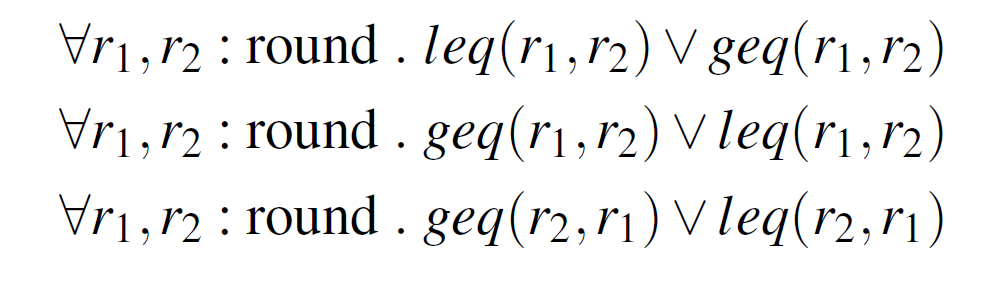 ∀r₁, r₂ : round . leq(r₁, r₂) ∨ geq(r₁, r₂)
∀r₁, r₂ : round . geq(r₁, r₂) ∨ leq(r₁, r₂)
∀r₁, r₂ : round . geq(r₂, r₁) ∨ leq(r₂, r₁)